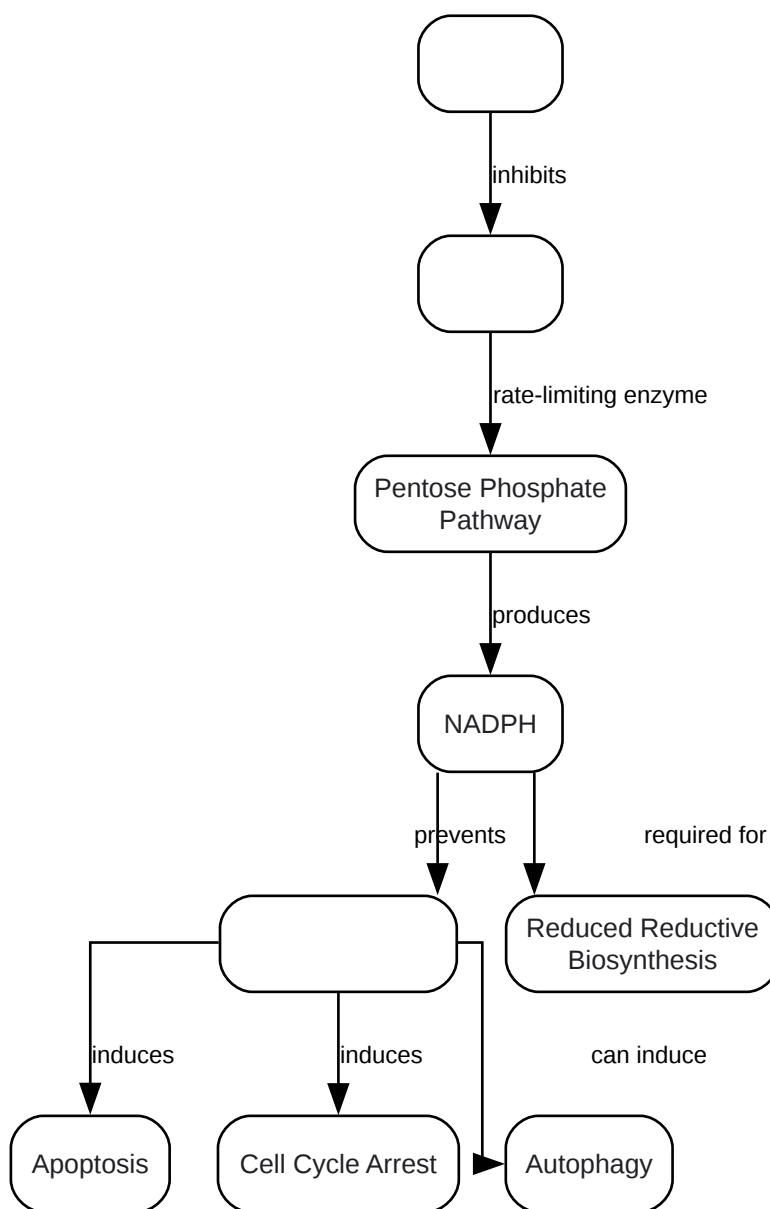 inhibits
rate-limiting enzyme
Pentose Phosphate
Pathway
produces
NADPH
prevents
required for
Reduced Reductive
Biosynthesis
induces
induces
can induce
Apoptosis
Cell Cycle Arrest
Autophagy